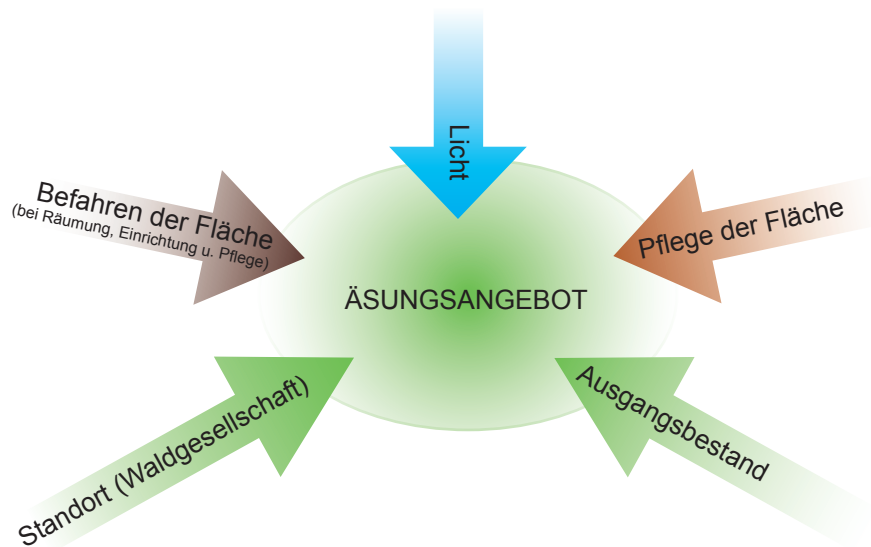 Licht
Befahren der Fläche
(bei Räumung, Einrichtung u. Pflege)
Pflege der Fläche
ÄSUNGSANGEBOT
Standort (Waldgesellschaft)
Ausgangsbestand